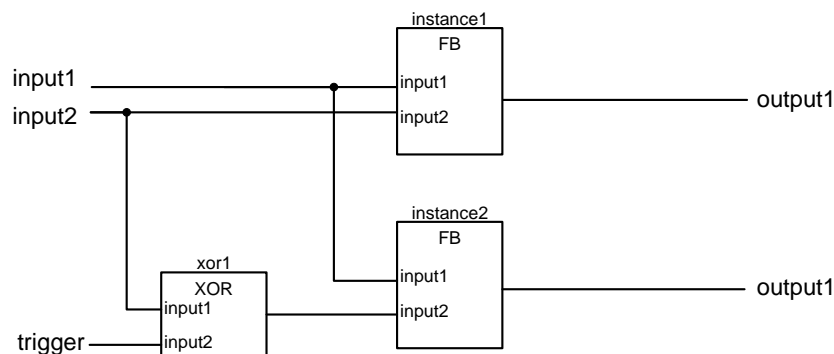 instance1
FB
input1
input1
input2
input2
output1
instance2
FB
input1
input2
output1
xor1
XOR
input1
input2
trigger